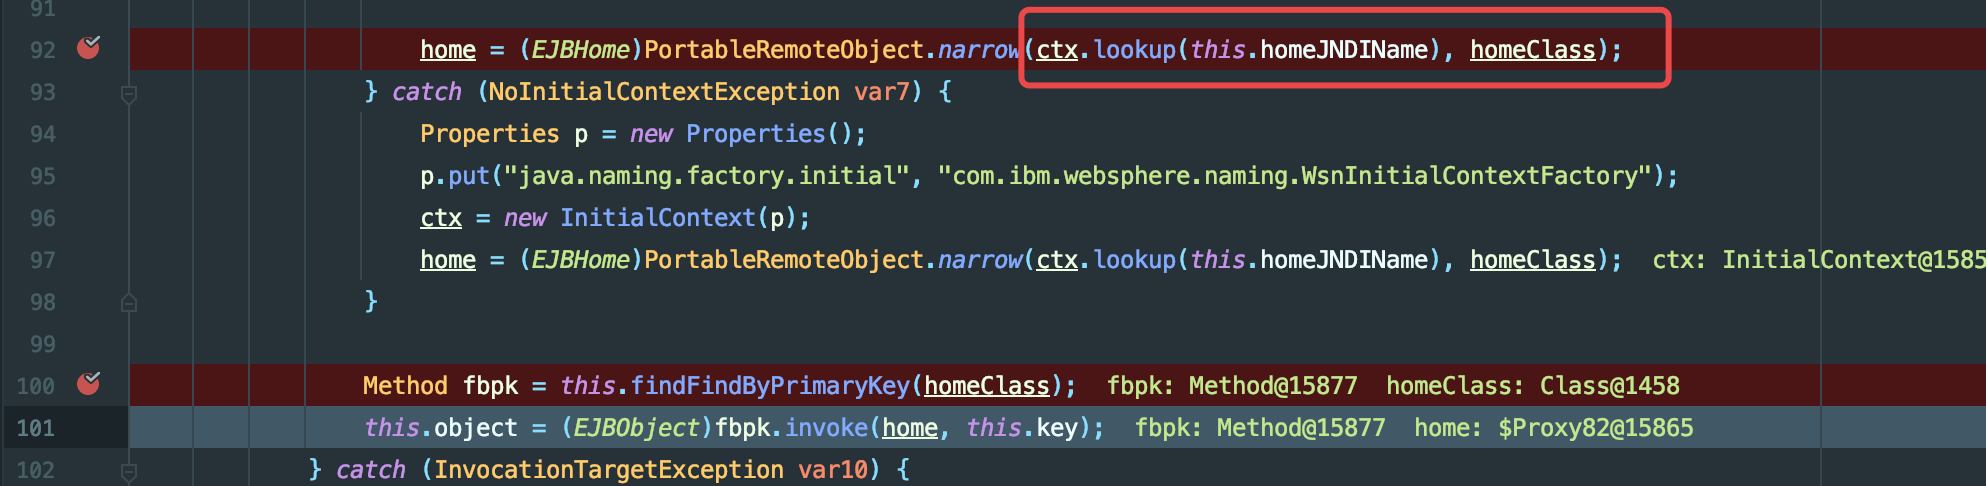 91
92 home = (EJBHome)PortableRemoteObject.narrow(ctx.lookup(this.homeJNDIName), homeClass);
93 } catch (NoInitialContextException var7) {
94 Properties p = new Properties();
95 p.put("java.naming.factory.initial", "com.ibm.websphere.naming.WsnInitialContextFactory");
96 ctx = new InitialContext(p);
97 home = (EJBHome)PortableRemoteObject.narrow(ctx.lookup(this.homeJNDIName), homeClass); ctx: InitialContext@1585
98 }
99
100 Method fbpk = this.findFindByPrimaryKey(homeClass); fbpk: Method@15877 homeClass: Class@1458
101 this.object = (EJBObject)fbpk.invoke(home, this.key); fbpk: Method@15877 home: $Proxy82@15865
102 } catch (InvocationTargetException var10) {